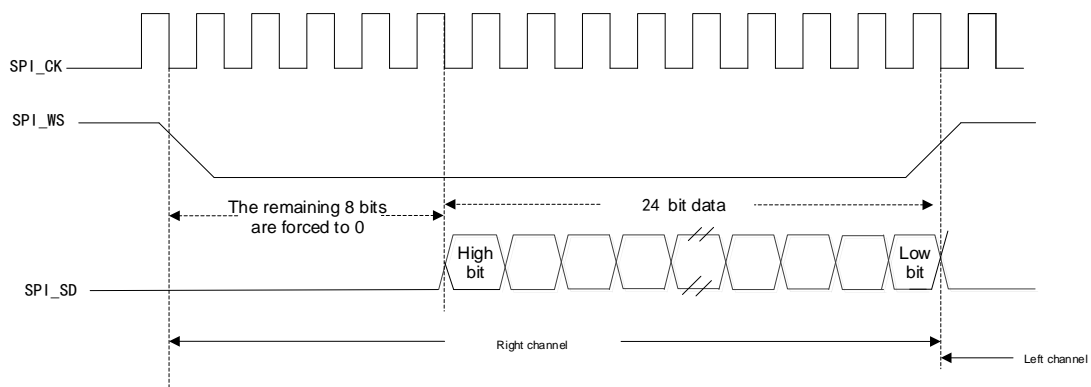 SPI_CK
SPI_WS
The remaining 8 bits
are forced to 0
24 bit data
High
bit
Low
bit
SPI_SD
Right channel
Left channel